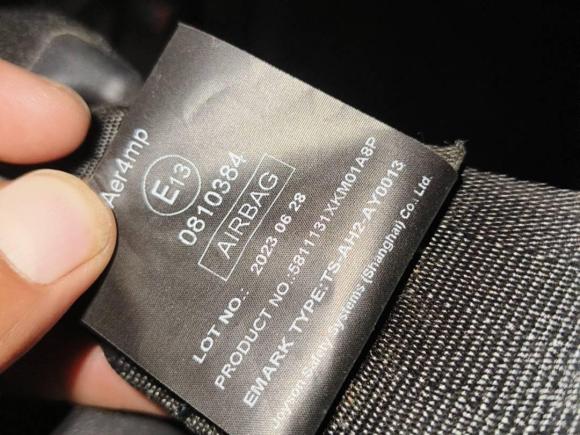 Aer4mp
E13
0810384
AIRBAG
LOT NO.: 2023 06 28
PRODUCT NO.:5811131XKM01A8P
EMARK TYPE:TS-AH2-AY0013
Joyson Safety Systems (Shanghai) Co., Ltd.